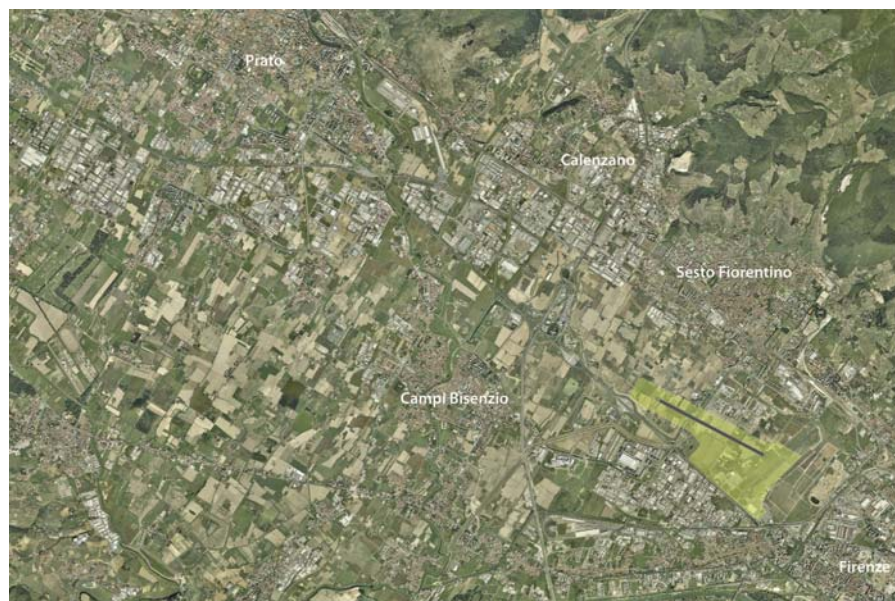 Prato
Calenzano
Sesto Fiorentino
Campi Bisenzio
Firenze